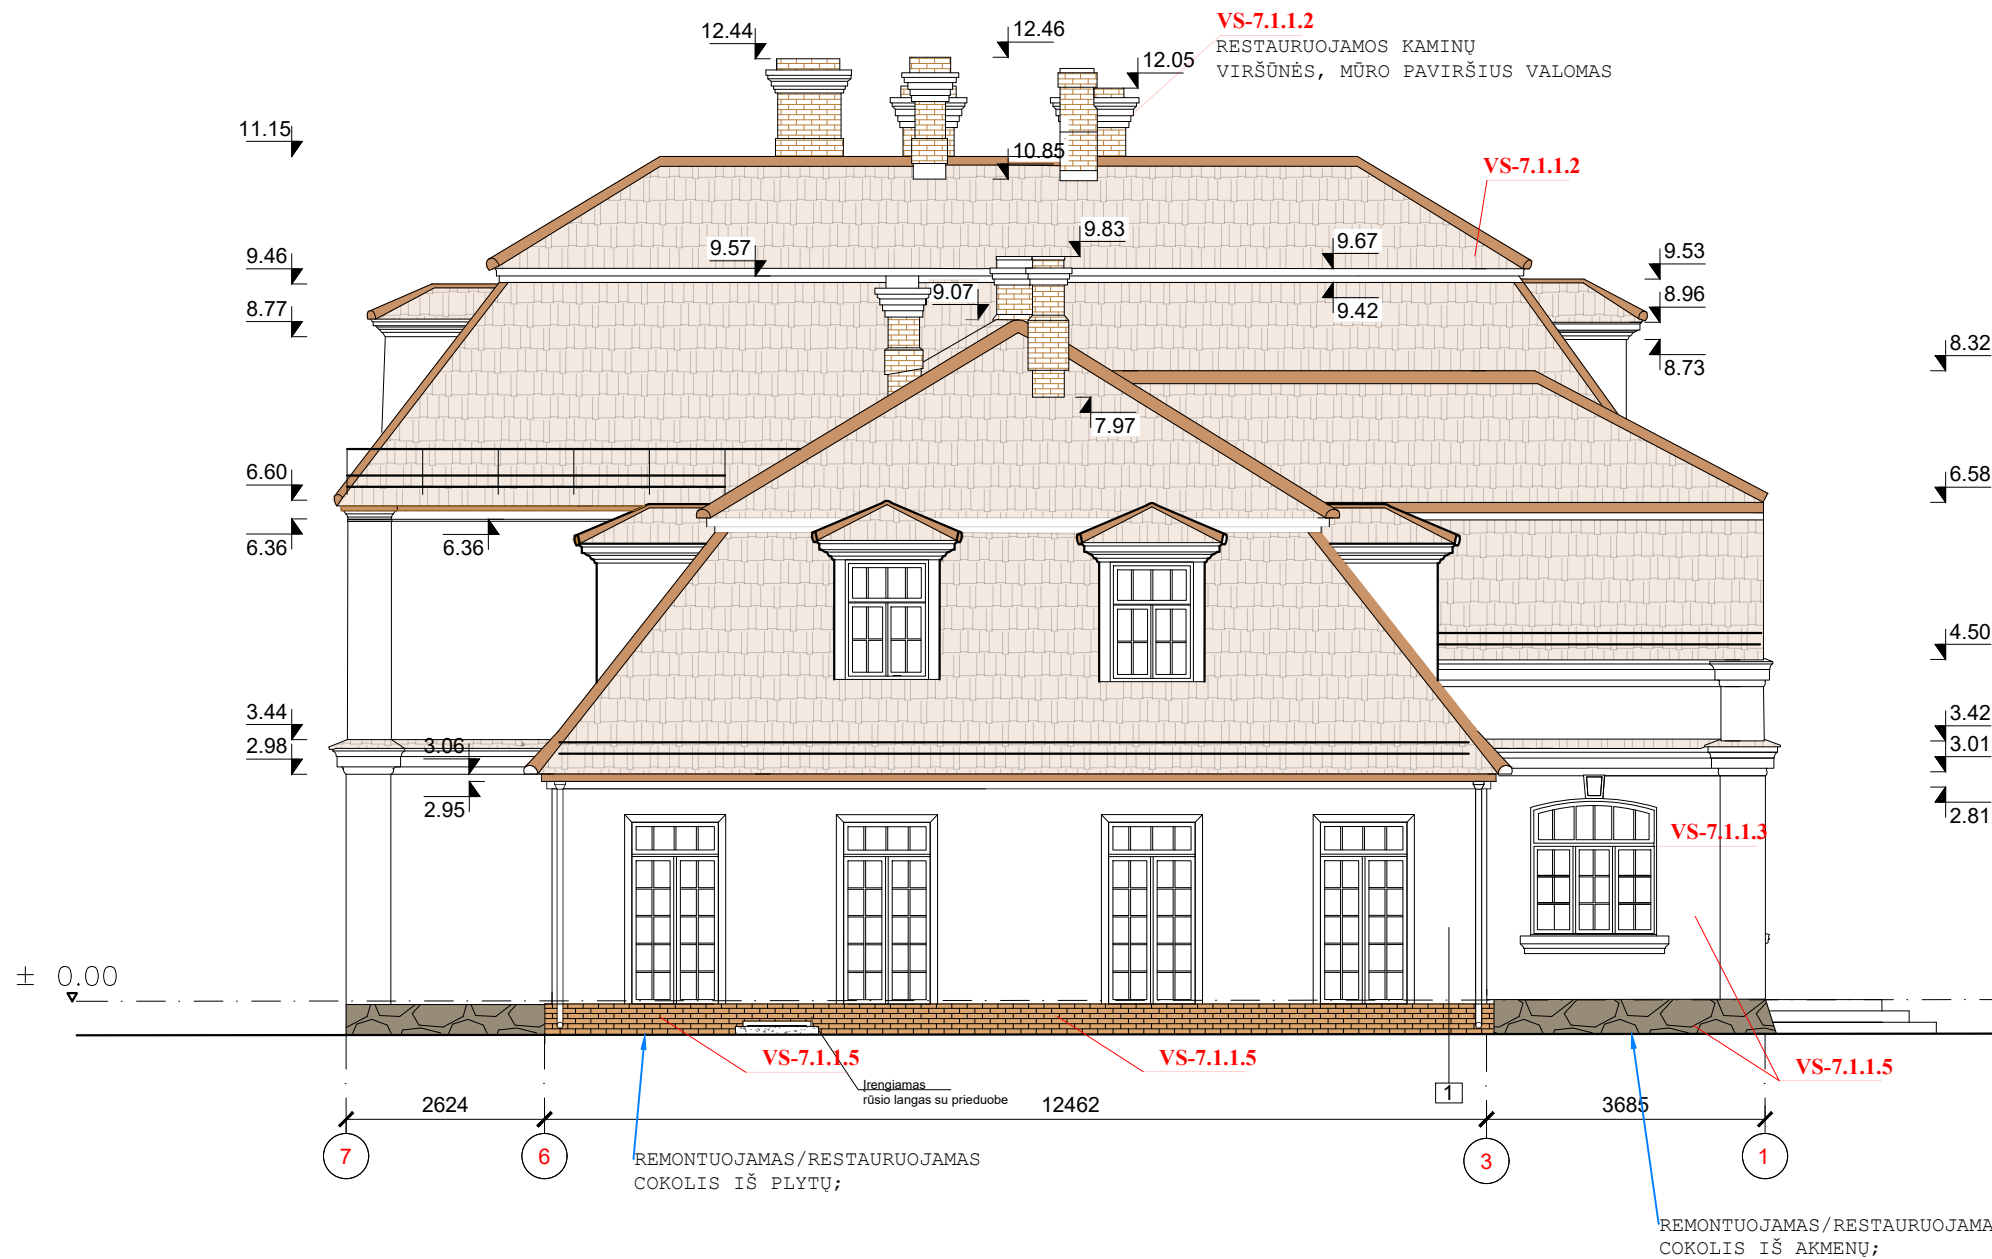 VS-7.1.1.2
RESTAURUOJAMOS KAMINŲ
VIRŠŪNĖS, MŪRO PAVIRŠIUS VALOMAS
12.44
12.46
12.05
11.15
10.85
VS-7.1.1.2
9.83
9.57
9.67
9.46
9.53
9.07
8.96
8.77
9.42
8.73
8.32
7.97
6.60
6.58
6.36
6.36
4.50
3.44
3.42
2.98
3.06
3.01
2.95
2.81
VS-7.1.1.3
± 0.00
VS-7.1.1.5
VS-7.1.1.5
VS-7.1.1.5
Įrengiamas
rūsio langas su prieduobe
1
2624
12462
3685
7
6
3
1
REMONTUOJAMAS/RESTAURUOJAMAS
COKOLIS IŠ PLYTŲ;
REMONTUOJAMAS/RESTAURUOJAMA
COKOLIS IŠ AKMENŲ;